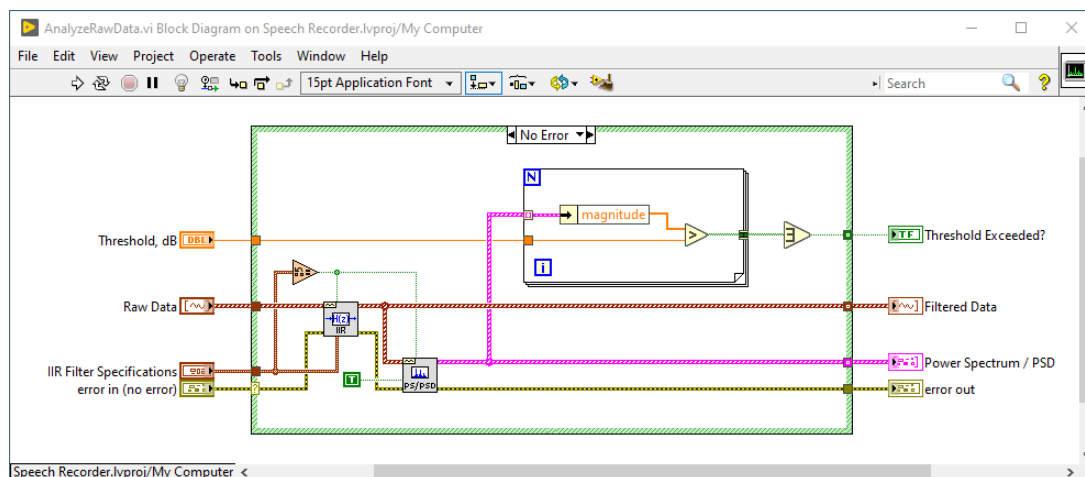 AnalyzeRawData.vi Block Diagram on Speech Recorder.lvproj/My Computer
File Edit View Project Operate Tools Window Help
15pt Application Font
Search
?
No Error
N
magnitude
>
Threshold, dB
DBL
TF
Threshold Exceeded?
i
Raw Data
Filtered Data
H(z)
IIR
IIR Filter Specifications
Power Spectrum / PSD
T
PS/PSD
error in (no error)
?
error out
Speech Recorder.lvproj/My Computer